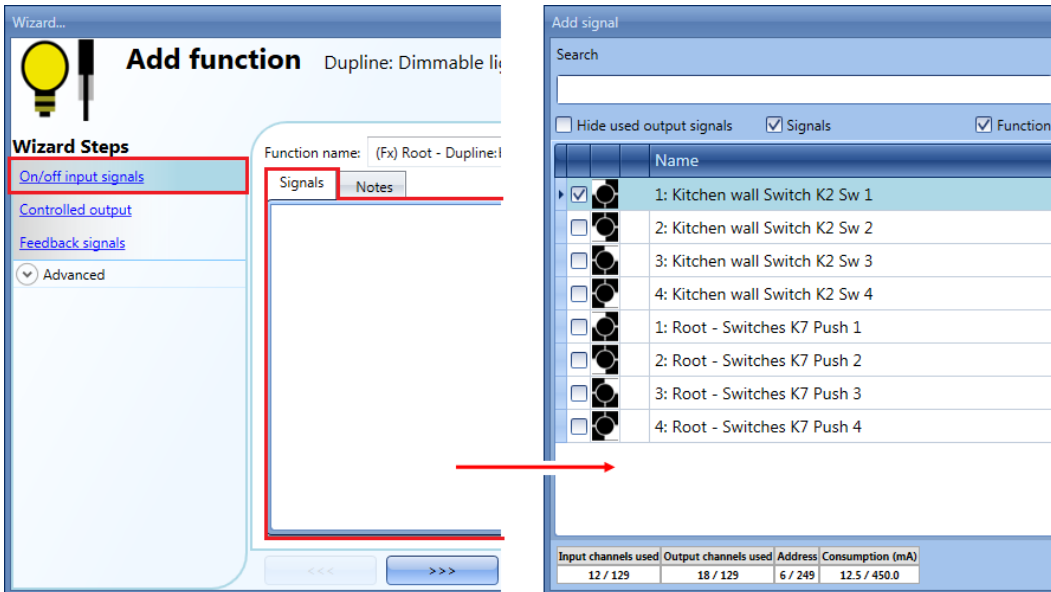 Wizard...
Add function Dupline: Dimmable
Wizard Steps
On/off input signals
Controlled output
Feedback signals
Advanced
Function name: (Fx) Root - Dupline:
Signals Notes
<<< >>>
Add signal
Search
Hide used output signals Signals Function
Name
1: Kitchen wall Switch K2 Sw 1
2: Kitchen wall Switch K2 Sw 2
3: Kitchen wall Switch K2 Sw 3
4: Kitchen wall Switch K2 Sw 4
1: Root - Switches K7 Push 1
2: Root - Switches K7 Push 2
3: Root - Switches K7 Push 3
4: Root - Switches K7 Push 4
Input channels used Output channels used Address Consumption (mA)
12 / 129 18 / 129 6 / 249 12.5 / 450.0